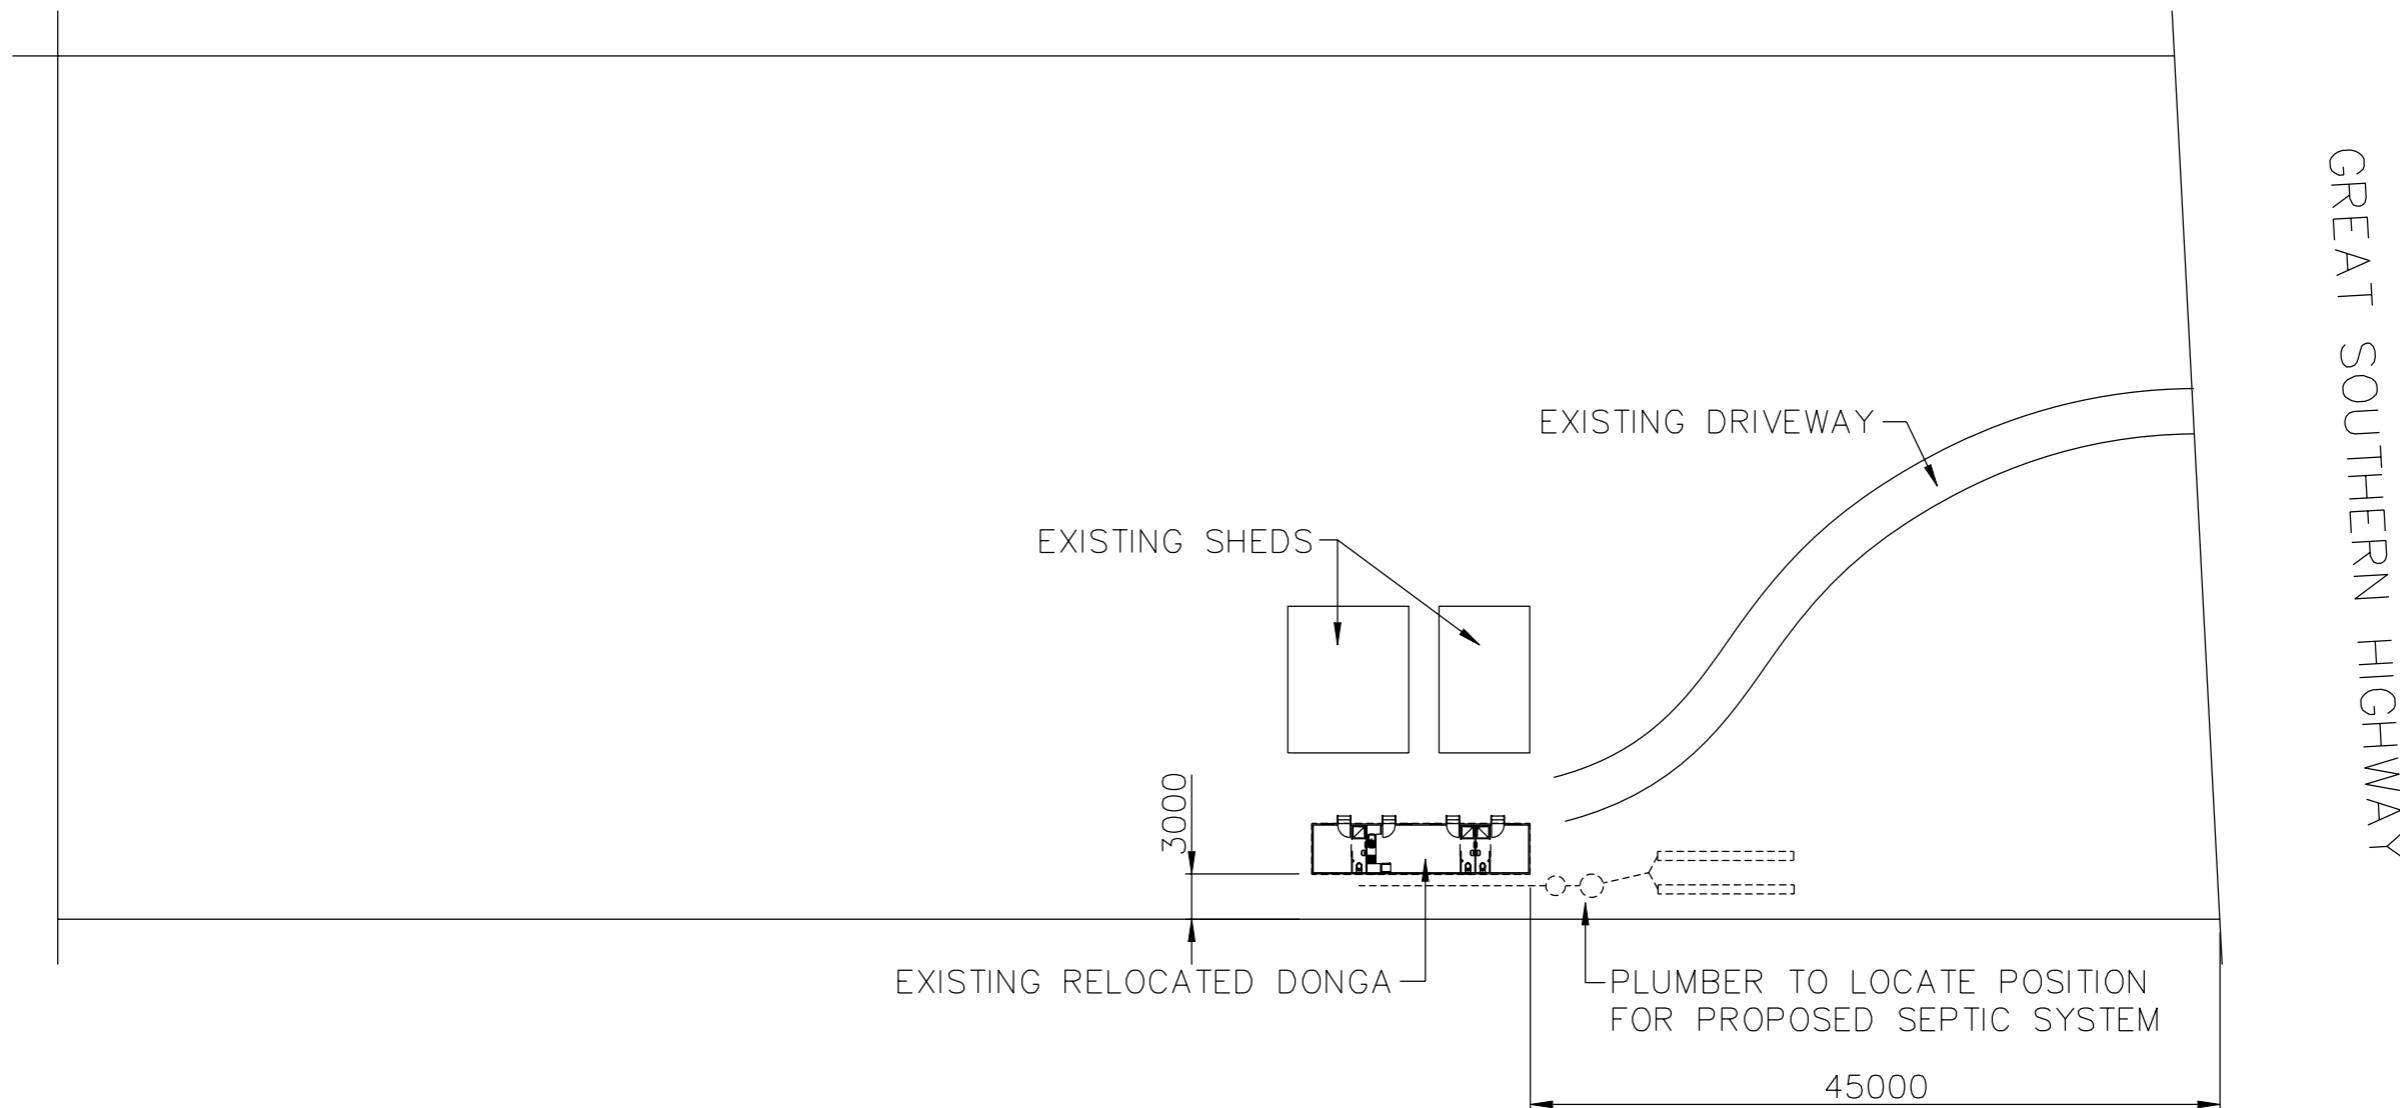 GREAT SOUTHERN HIGHWAY
EXISTING DRIVEWAY
EXISTING SHEDS
3000
EXISTING RELOCATED DONGA
PLUMBER TO LOCATE POSITION
FOR PROPOSED SEPTIC SYSTEM
45000